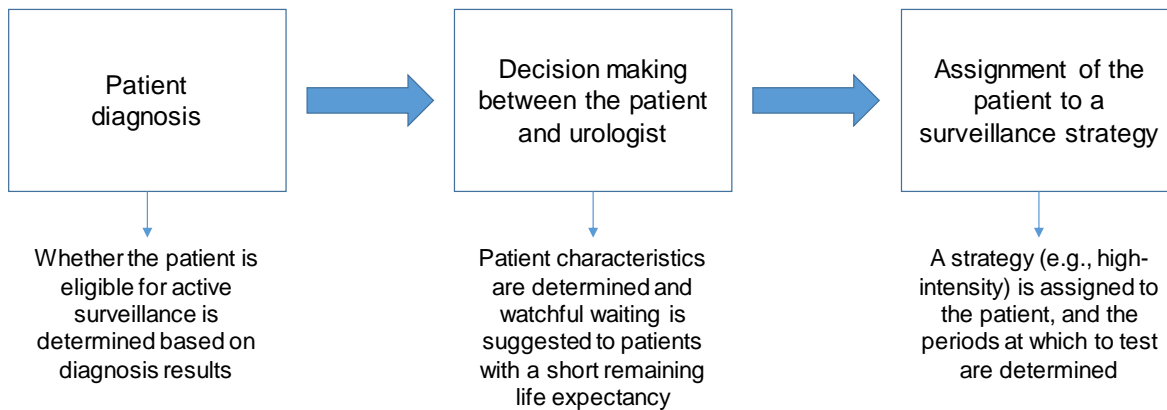 Patient
diagnosis
Decision making
between the patient
and urologist
Assignment of the
patient to a
surveillance strategy
Whether the patient is
eligible for active
surveillance is
determined based on
diagnosis results
Patient characteristics
are determined and
watchful waiting is
suggested to patients
with a short remaining
life expectancy
A strategy (e.g., high-
intensity) is assigned to
the patient, and the
periods at which to test
are determined